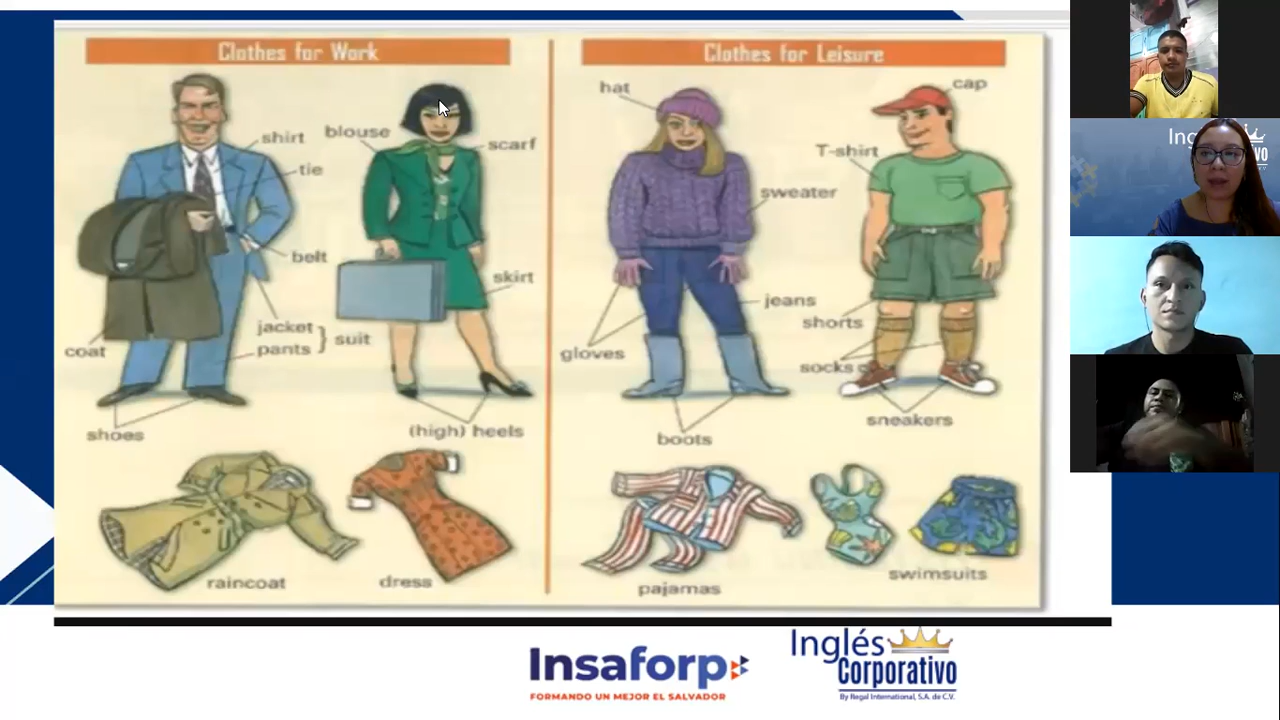 Clothes for Work
Clothes for Leisure
shirt
tie
belt
jacket
pants
suit
coat
shoes
blouse
scarf
skirt
(high) heels
raincoat
dress
hat
sweater
jeans
gloves
boots
cap
T-shirt
shorts
socks
sneakers
pajamas
swimsuits
Insaforp
FORMANDO UN MEJOR EL SALVADOR
Inglés
Corporativo
By Regal International, S.A. de C.V.